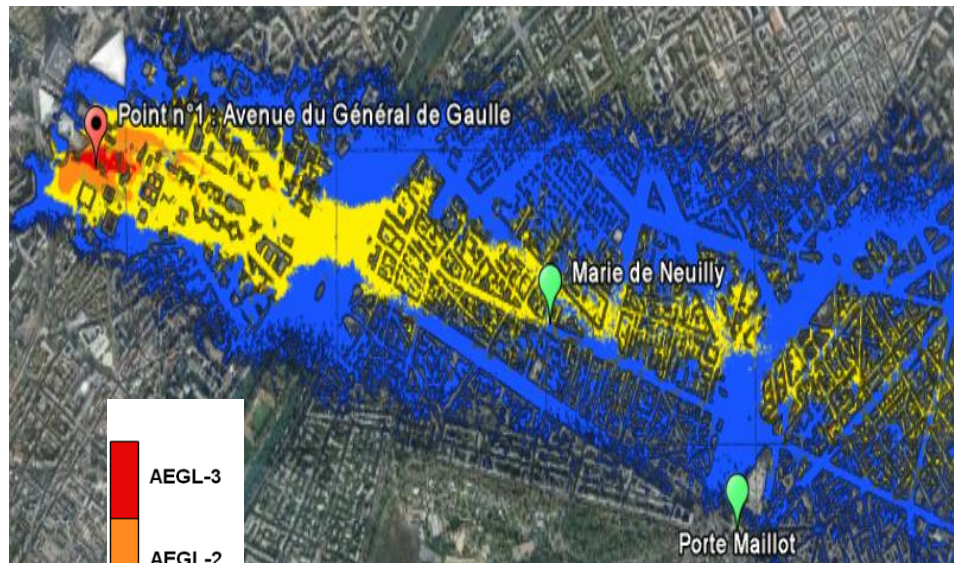 Point n°1 : Avenue du Général de Gaulle
Marie de Neuilly
Porte Maillot
AEGL-3
AEGL-2